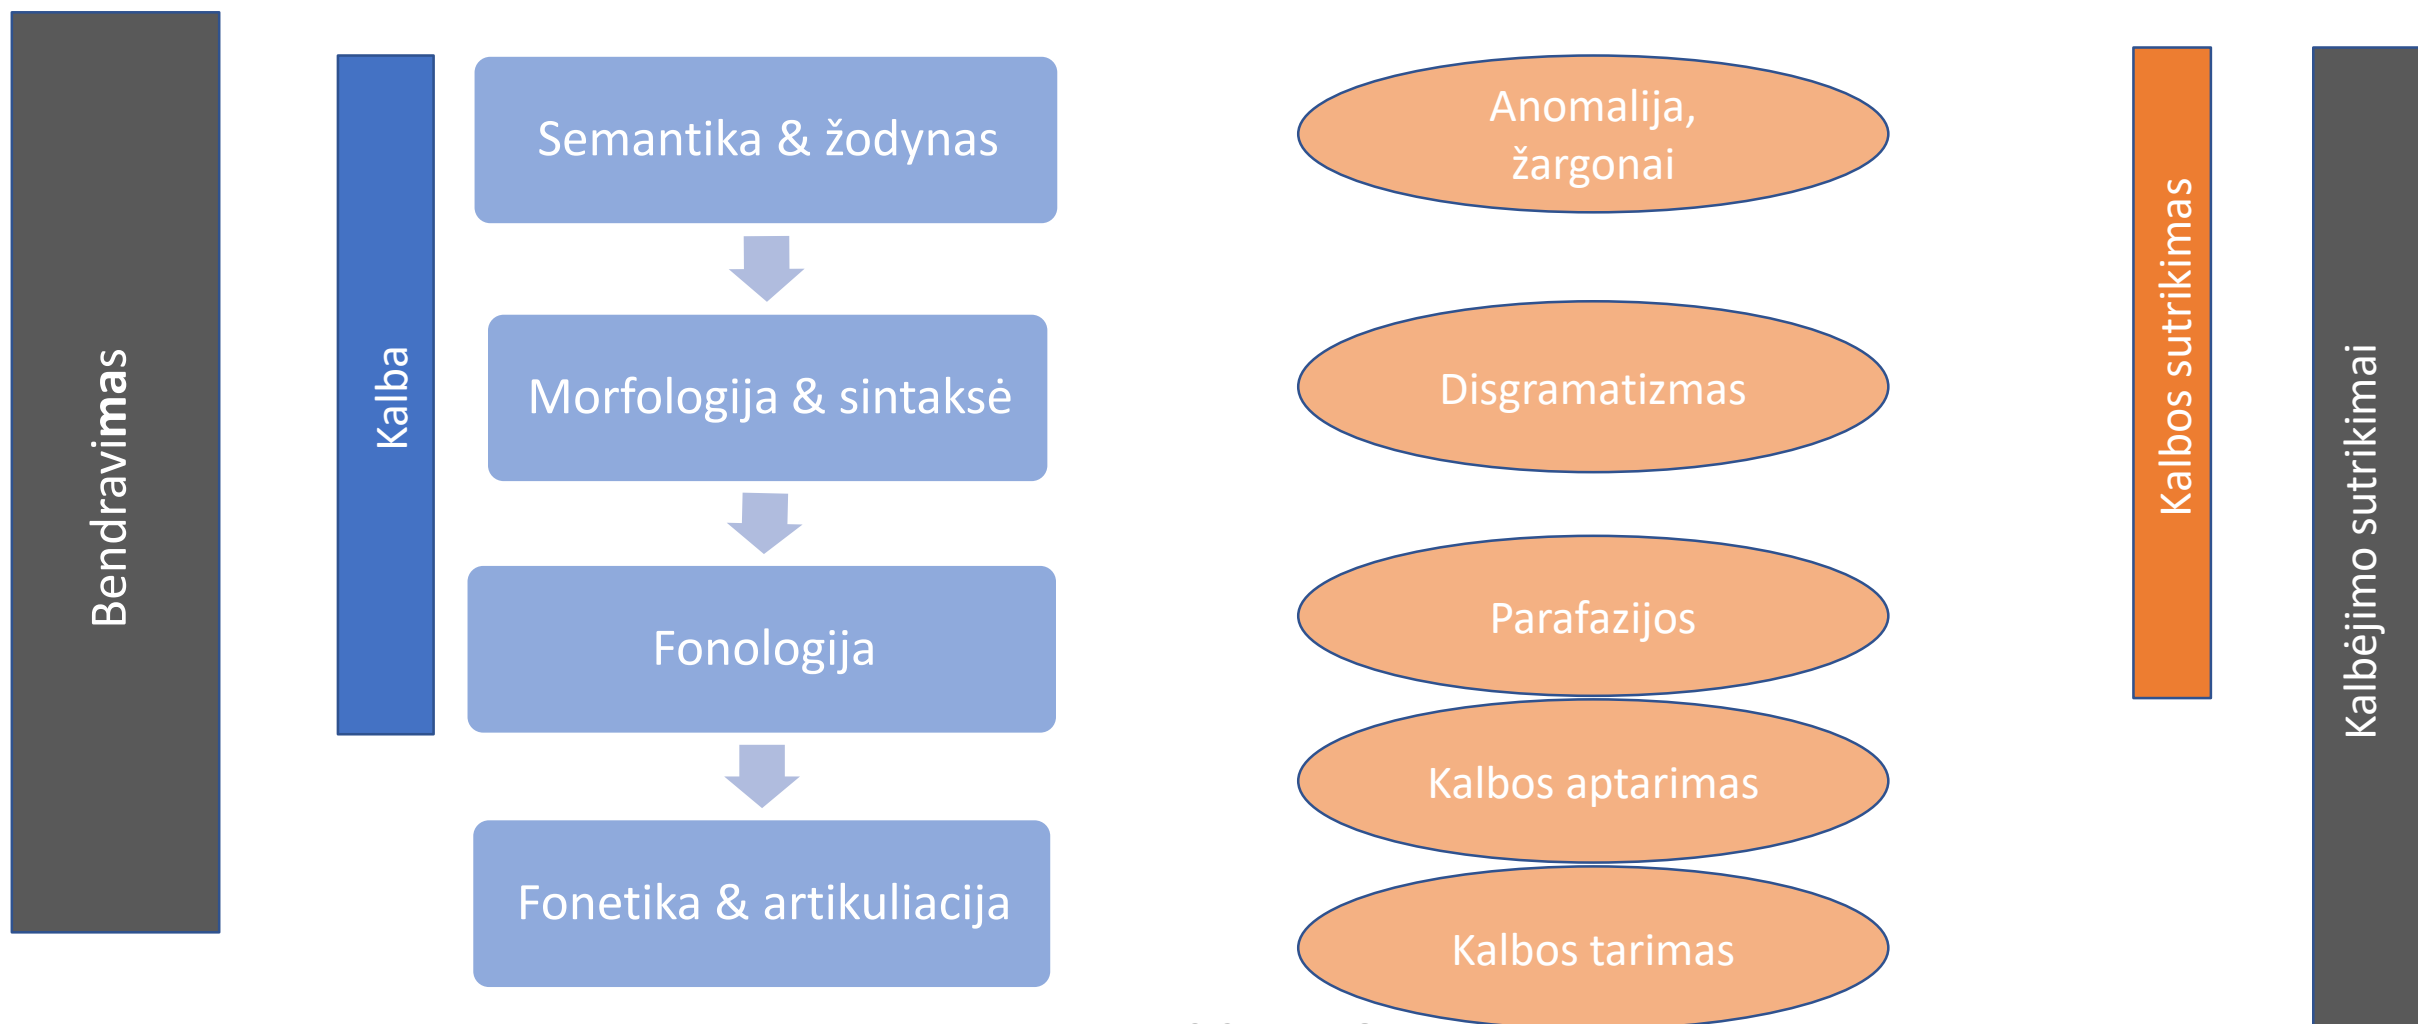 Bendravimas
Kalba
Semantika & žodynas
Morfologija & sintaksė
Fonologija
Fonetika & artikuliacija
Anomalija,
žargonai
Disgramatizmas
Parafazijos
Kalbos aptarimas
Kalbos tarimas
Kalbos sutrikimas
Kalbėjimo sutrikimai